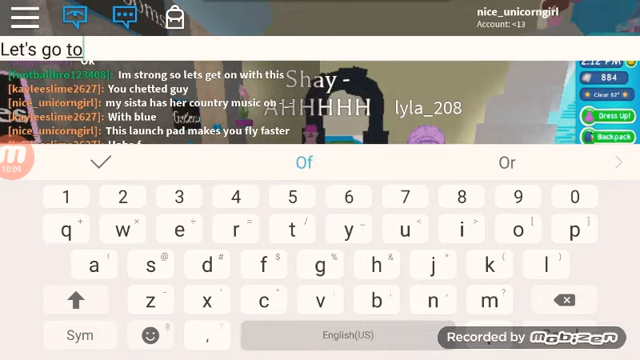 nice_unicorngirl
Account: <13
Let's go to
[footballbro123408]: Im strong so lets get on with this
[kayleeslime2627]: You chetted guy
[nice_unicorngirl]: my sista has her country music on
[kayleeslime2627]: With blue
[nice_unicorngirl]: This launch pad makes you fly faster
Shay -
AHHHHHH
lyla_208
2:12 PM
884
Clear 82°
Dress Up!
Backpack
10:09
Of
Or
1 2 3 4 5 6 7 8 9 0
q w e r t y u i o p
a s d f g h j k l
z x c v b n m
Sym
,
English(US)
Recorded by mobizen